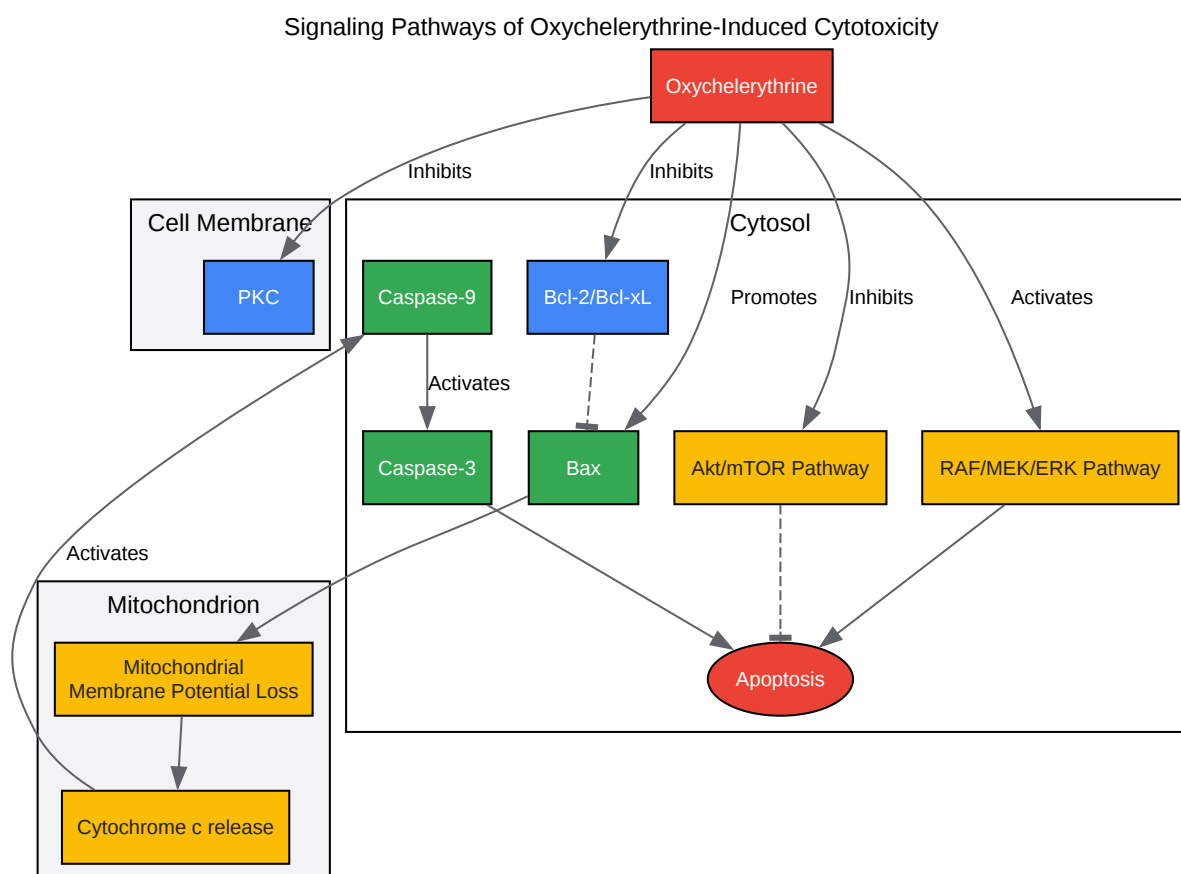 Signaling Pathways of Oxychelerythrine-Induced Cytotoxicity
Oxychelerythrine
Inhibits
Inhibits
Cell Membrane
Cytosol
PKC
Caspase-9
Bcl-2/Bcl-xL
Promotes
Inhibits
Activates
Activates
Caspase-3
Bax
Akt/mTOR Pathway
RAF/MEK/ERK Pathway
Activates
Mitochondrion
Mitochondrial
Membrane Potential Loss
Apoptosis
Cytochrome c release